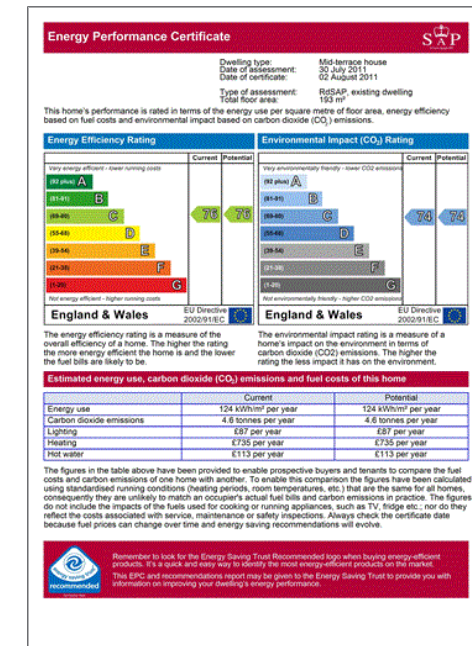 Energy Performance Certificate
SAP
Dwelling type: Mid-terrace house
Date of assessment: 30 July 2011
Date of certificate: 02 August 2011
Type of assessment: RdSAP, existing dwelling
Total floor area: 193 m²
This home's performance is rated in terms of the energy use per square metre of floor area, energy efficiency
based on fuel costs and environmental impact based on carbon dioxide (CO₂) emissions.
Energy Efficiency Rating
Current Potential
Very energy efficient - lower running costs
(92 plus) A
(81-91) B
(69-80) C
(55-68) D
(39-54) E
(21-38) F
(1-20) G
76 76
Not energy efficient - higher running costs
England & Wales
EU Directive
2002/91/EC
Environmental Impact (CO₂) Rating
Current Potential
Very environmentally friendly - lower CO2 emissions
(92 plus) A
(81-91) B
(69-80) C
(55-68) D
(39-54) E
(21-38) F
(1-20) G
74 74
Not environmentally friendly - higher CO2 emissions
England & Wales
EU Directive
2002/91/EC
The energy efficiency rating is a measure of the
overall efficiency of a home. The higher the rating
the more energy efficient the home is and the lower
the fuel bills are likely to be.
The environmental impact rating is a measure of a
home's impact on the environment in terms of
carbon dioxide (CO2) emissions. The higher the
rating the less impact it has on the environment.
Estimated energy use, carbon dioxide (CO₂) emissions and fuel costs of this home
Current Potential
Energy use 124 kWh/m² per year 124 kWh/m² per year
Carbon dioxide emissions 4.6 tonnes per year 4.6 tonnes per year
Lighting £87 per year £87 per year
Heating £735 per year £735 per year
Hot water £113 per year £113 per year
The figures in the table above have been provided to enable prospective buyers and tenants to compare the fuel
costs and carbon emissions of one home with another. To enable this comparison the figures have been calculated
using standardised running conditions (heating periods, room temperatures, etc.) that are the same for all homes,
consequently they are unlikely to match an occupier's actual fuel bills and carbon emissions in practice. The figures
do not include the impacts of the fuels used for cooking or running appliances, such as TV, fridge etc.; nor do they
reflect the costs associated with service, maintenance or safety inspections. Always check the certificate date
because fuel prices can change over time and energy saving recommendations will evolve.
energy saving
recommended
Remember to look for the Energy Saving Trust Recommended logo when buying energy-efficient
products. It's a quick and easy way to identify the most energy-efficient products on the market.
This EPC and recommendations report may be given to the Energy Saving Trust to provide you with
information on improving your dwelling's energy performance.